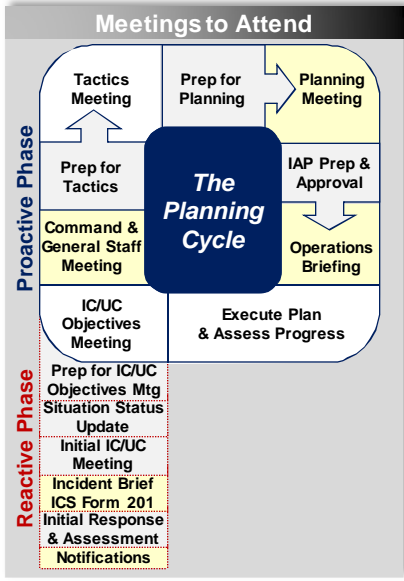 Meetings to Attend
Proactive Phase
Reactive Phase
Tactics
Meeting
Prep for
Planning
Planning
Meeting
Prep for
Tactics
The
Planning
Cycle
IAP Prep &
Approval
Command &
General Staff
Meeting
Operations
Briefing
IC/UC
Objectives
Meeting
Execute Plan
& Assess Progress
Prep for IC/UC
Objectives Mtg
Situation Status
Update
Initial IC/UC
Meeting
Incident Brief
ICS Form 201
Initial Response
& Assessment
Notifications